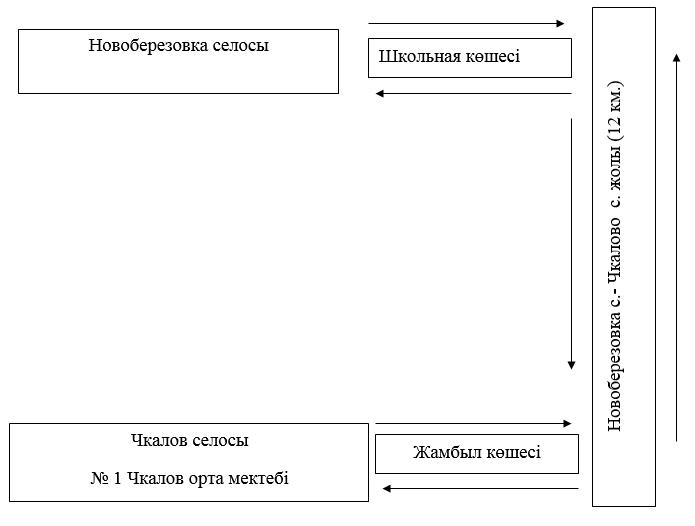 Новоберезовка селосы
Школьная көшесі
Новоберезовка с.- Чкалово с. жолы (12 км.)
Чкалов селосы
№ 1 Чкалов орта мектебі
Жамбыл көшесі